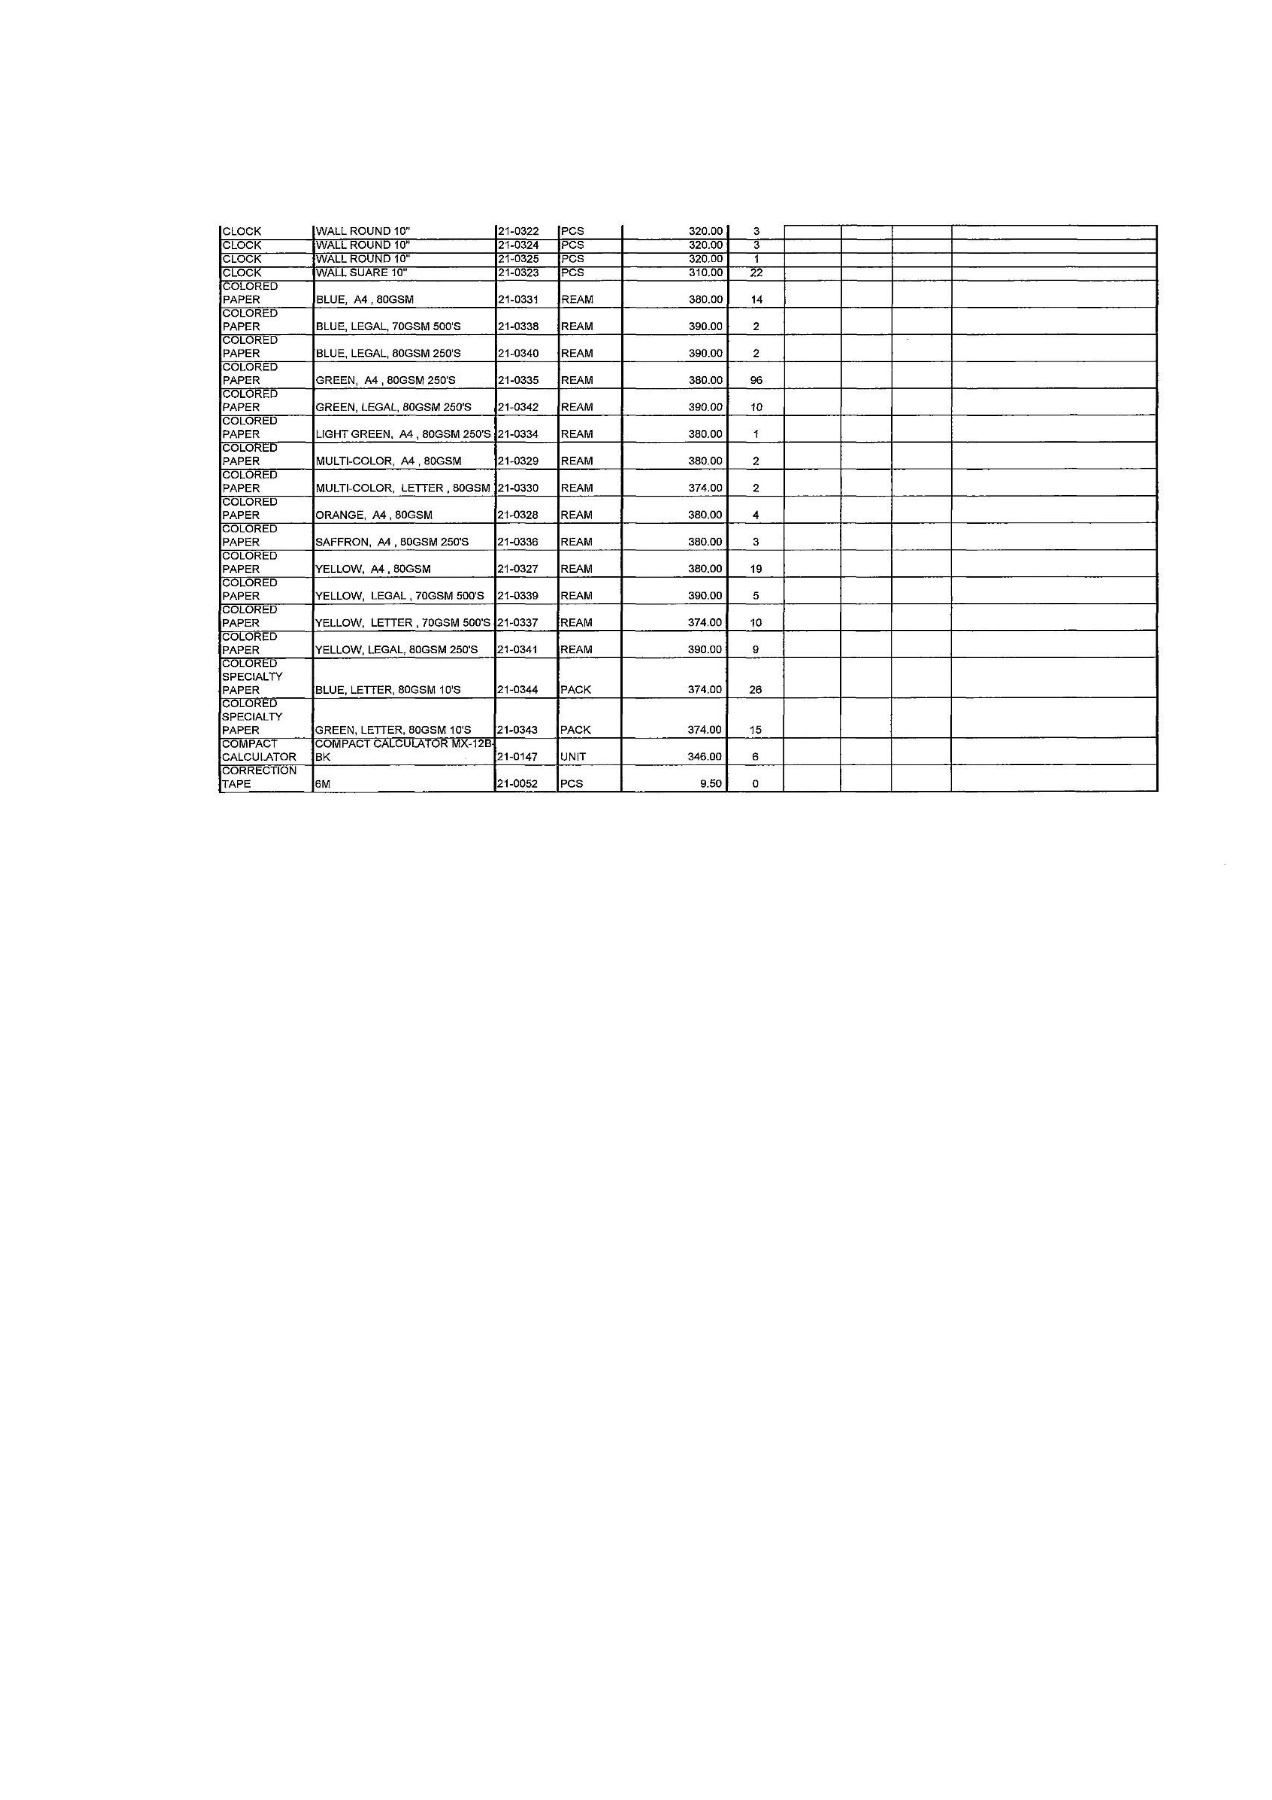 CLOCK WALL ROUND 10" 21-0322 PCS 320.00 3
CLOCK WALL ROUND 10" 21-0324 PCS 320.00 3
CLOCK WALL ROUND 10" 21-0325 PCS 320.00 1
CLOCK WALL SUARE 10" 21-0323 PCS 310.00 22
COLORED
PAPER BLUE, A4 , 80GSM 21-0331 REAM 380.00 14
COLORED
PAPER BLUE, LEGAL, 70GSM 500'S 21-0338 REAM 390.00 2
COLORED
PAPER BLUE, LEGAL, 80GSM 250'S 21-0340 REAM 390.00 2
COLORED
PAPER GREEN, A4 , 80GSM 250'S 21-0335 REAM 380.00 96
COLORED
PAPER GREEN, LEGAL, 80GSM 250'S 21-0342 REAM 390.00 10
COLORED
PAPER LIGHT GREEN, A4 , 80GSM 250'S 21-0334 REAM 380.00 1
COLORED
PAPER MULTI-COLOR, A4 , 80GSM 21-0329 REAM 380.00 2
COLORED
PAPER MULTI-COLOR, LETTER , 80GSM 21-0330 REAM 374.00 2
COLORED
PAPER ORANGE, A4 , 80GSM 21-0328 REAM 380.00 4
COLORED
PAPER SAFFRON, A4 , 80GSM 250'S 21-0336 REAM 380.00 3
COLORED
PAPER YELLOW, A4 , 80GSM 21-0327 REAM 380.00 19
COLORED
PAPER YELLOW, LEGAL , 70GSM 500'S 21-0339 REAM 390.00 5
COLORED
PAPER YELLOW, LETTER , 70GSM 500'S 21-0337 REAM 374.00 10
COLORED
PAPER YELLOW, LEGAL, 80GSM 250'S 21-0341 REAM 390.00 9
COLORED
SPECIALTY
PAPER BLUE, LETTER, 80GSM 10'S 21-0344 PACK 374.00 26
COLORED
SPECIALTY
PAPER GREEN, LETTER, 80GSM 10'S 21-0343 PACK 374.00 15
COMPACT COMPACT CALCULATOR MX-12B-
CALCULATOR BK 21-0147 UNIT 346.00 6
CORRECTION
TAPE 6M 21-0052 PCS 9.50 0